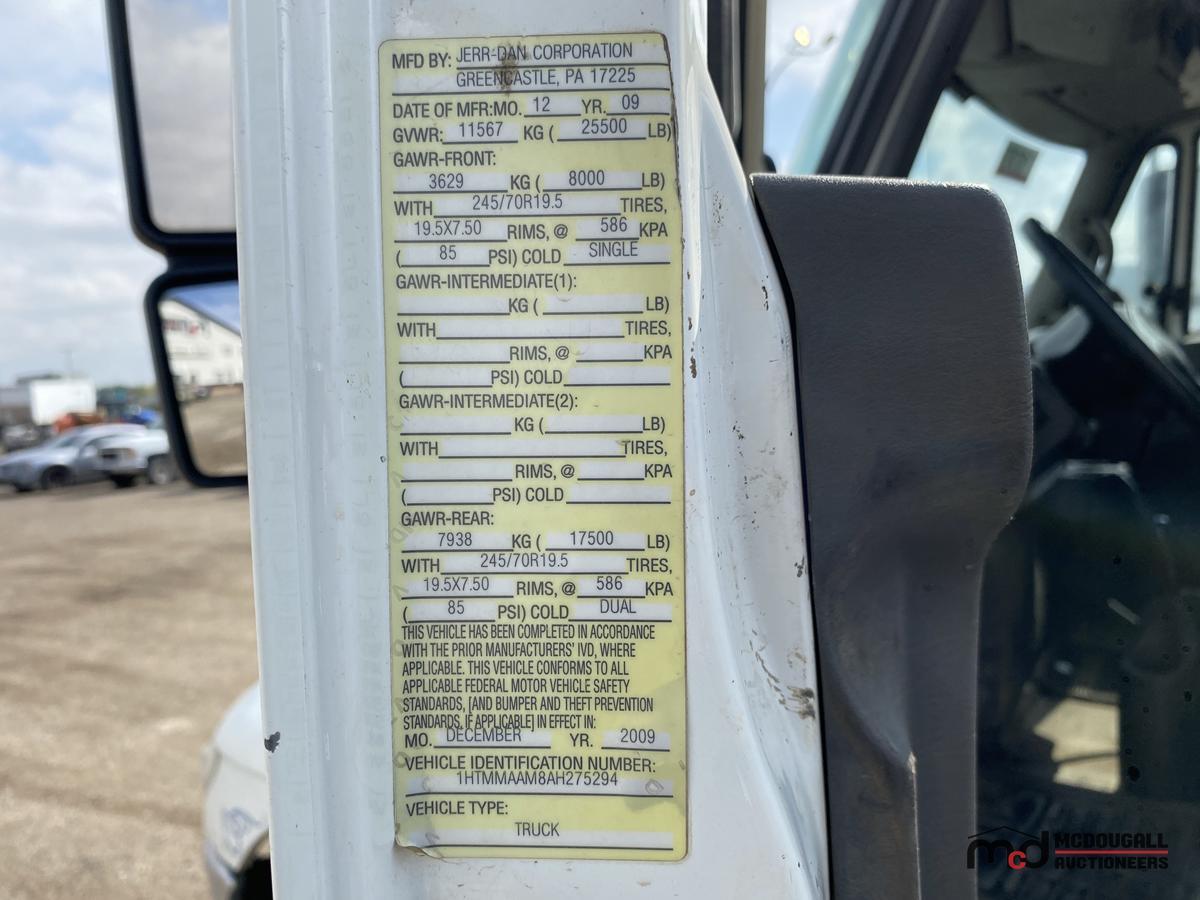 MFD BY: JERR-DAN CORPORATION
GREENCASTLE, PA 17225
DATE OF MFR:MO. 12 YR. 09
GVWR: 11567 KG ( 25500 LB)
GAWR-FRONT:
3629 KG ( 8000 LB)
WITH 245/70R19.5 TIRES,
19.5X7.50 RIMS, @ 586 KPA
( 85 PSI) COLD SINGLE
GAWR-INTERMEDIATE(1):
KG ( LB)
WITH TIRES,
RIMS, @ KPA
( PSI) COLD
GAWR-INTERMEDIATE(2):
KG ( LB)
WITH TIRES,
RIMS, @ KPA
( PSI) COLD
GAWR-REAR:
7938 KG ( 17500 LB)
WITH 245/70R19.5 TIRES,
19.5X7.50 RIMS, @ 586 KPA
( 85 PSI) COLD DUAL
THIS VEHICLE HAS BEEN COMPLETED IN ACCORDANCE
WITH THE PRIOR MANUFACTURERS' IVD, WHERE
APPLICABLE. THIS VEHICLE CONFORMS TO ALL
APPLICABLE FEDERAL MOTOR VEHICLE SAFETY
STANDARDS, [AND BUMPER AND THEFT PREVENTION
STANDARDS, IF APPLICABLE] IN EFFECT IN:
MO. DECEMBER YR. 2009
VEHICLE IDENTIFICATION NUMBER:
1HTMMAAM8AH275294
VEHICLE TYPE:
TRUCK
mcd MCDOUGALL
AUCTIONEERS